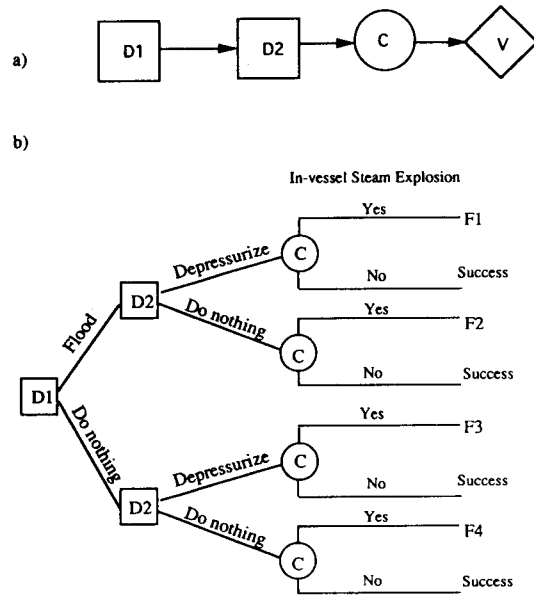 a)
D1 D2 C V
b)
In-vessel Steam Explosion
Yes
F1
Depressurize
C
No
Success
D2
Do nothing
Yes
F2
C
Flood
No
Success
D1
Do nothing
Yes
F3
Depressurize
C
No
Success
D2
Do nothing
Yes
F4
C
No
Success